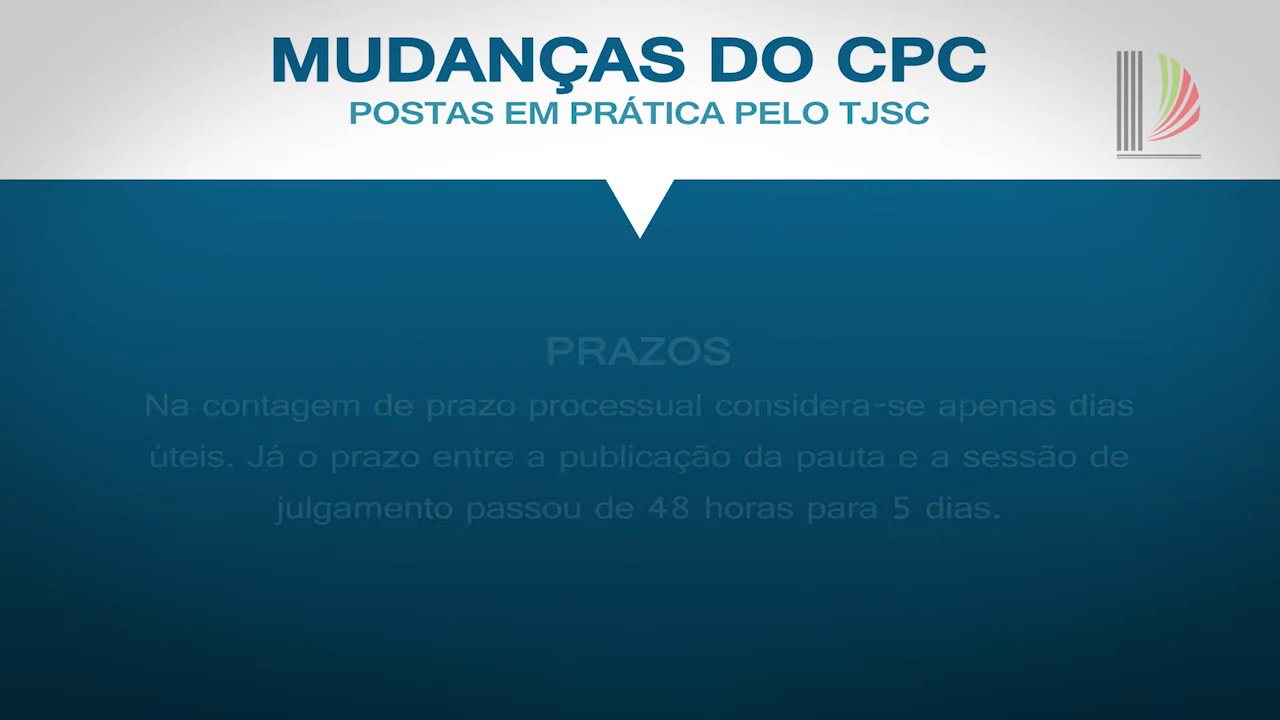 MUDANÇAS DO CPC
POSTAS EM PRÁTICA PELO TJSC
PRAZOS
Na contagem de prazo processual considera-se apenas dias
úteis. Já o prazo entre a publicação da pauta e a sessão de
julgamento passou de 48 horas para 5 dias.